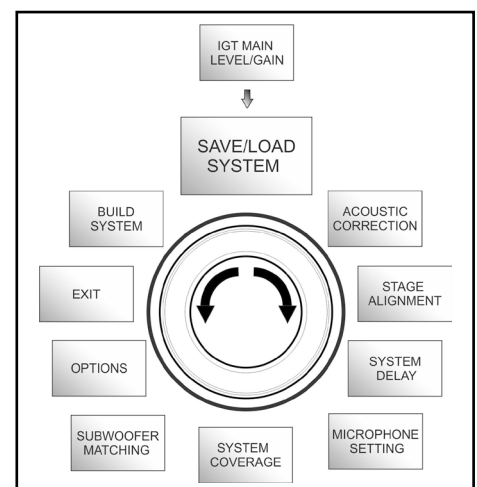 IGT MAIN
LEVEL/GAIN
SAVE/LOAD
SYSTEM
BUILD
SYSTEM
ACOUSTIC
CORRECTION
EXIT
STAGE
ALIGNMENT
OPTIONS
SYSTEM
DELAY
SUBWOOFER
MATCHING
SYSTEM
COVERAGE
MICROPHONE
SETTING